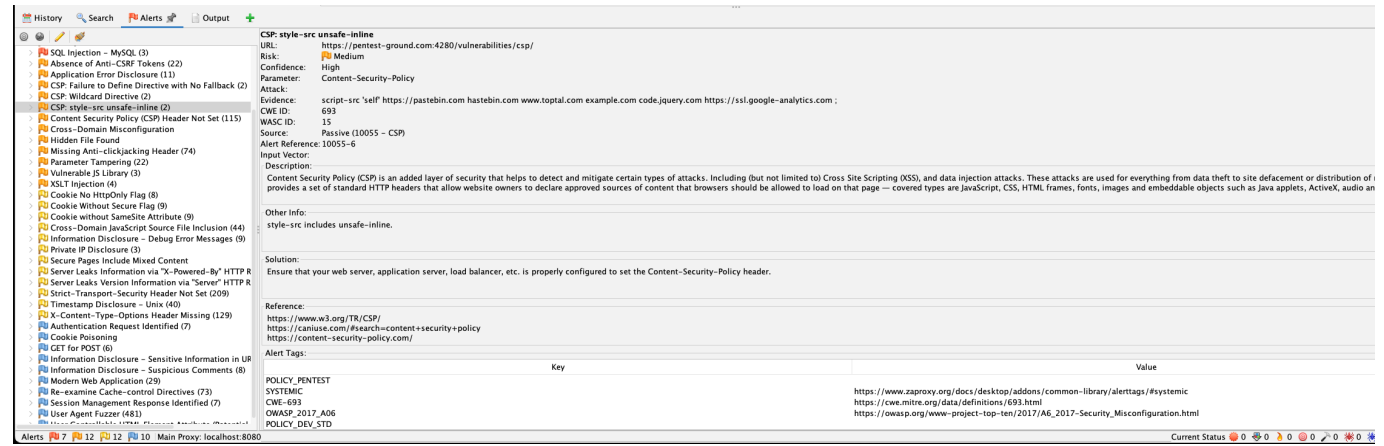 History Search Alerts Output
SQL Injection - MySQL (3)
Absence of Anti-CSRF Tokens (22)
Application Error Disclosure (11)
CSP: Failure to Define Directive with No Fallback (2)
CSP: Wildcard Directive (2)
CSP: style-src unsafe-inline (2)
Content Security Policy (CSP) Header Not Set (115)
Cross-Domain Misconfiguration
Hidden File Found
Missing Anti-clickjacking Header (74)
Parameter Tampering (22)
Vulnerable JS Library (3)
XSLT Injection (4)
Cookie No HttpOnly Flag (8)
Cookie Without Secure Flag (9)
Cookie without SameSite Attribute (9)
Cross-Domain JavaScript Source File Inclusion (44)
Information Disclosure - Debug Error Messages (9)
Private IP Disclosure (3)
Secure Pages Include Mixed Content
Server Leaks Information via "X-Powered-By" HTTP R
Server Leaks Version Information via "Server" HTTP R
Strict-Transport-Security Header Not Set (209)
Timestamp Disclosure - Unix (40)
X-Content-Type-Options Header Missing (129)
Authentication Request Identified (7)
Cookie Poisoning
GET for POST (6)
Information Disclosure - Sensitive Information in UR
Information Disclosure - Suspicious Comments (8)
Modern Web Application (29)
Re-examine Cache-control Directives (73)
Session Management Response Identified (7)
User Agent Fuzzer (481)
User Controllable HTML Element Attribute (Potential
CSP: style-src unsafe-inline
URL: https://pentest-ground.com:4280/vulnerabilities/csp/
Risk: Medium
Confidence: High
Parameter: Content-Security-Policy
Attack:
Evidence: script-src 'self' https://pastebin.com hastebin.com www.toptal.com example.com code.jquery.com https://ssl.google-analytics.com ;
CWE ID: 693
WASC ID: 15
Source: Passive (10055 - CSP)
Alert Reference: 10055-6
Input Vector:
Description:
Content Security Policy (CSP) is an added layer of security that helps to detect and mitigate certain types of attacks. Including (but not limited to) Cross Site Scripting (XSS), and data injection attacks. These attacks are used for everything from data theft to site defacement or distribution of
provides a set of standard HTTP headers that allow website owners to declare approved sources of content that browsers should be allowed to load on that page — covered types are JavaScript, CSS, HTML frames, fonts, images and embeddable objects such as Java applets, ActiveX, audio an
Other Info:
style-src includes unsafe-inline.
Solution:
Ensure that your web server, application server, load balancer, etc. is properly configured to set the Content-Security-Policy header.
Reference:
https://www.w3.org/TR/CSP/
https://caniuse.com/#search=content+security+policy
https://content-security-policy.com/
Alert Tags:
Key Value
POLICY_PENTEST
SYSTEMIC https://www.zaproxy.org/docs/desktop/addons/common-library/alerttags/#systemic
CWE-693 https://cwe.mitre.org/data/definitions/693.html
OWASP_2017_A06 https://owasp.org/www-project-top-ten/2017/A6_2017-Security_Misconfiguration.html
POLICY_DEV_STD
Alerts 7 12 12 10 Main Proxy: localhost:8080 Current Status 0 0 0 0 0 0